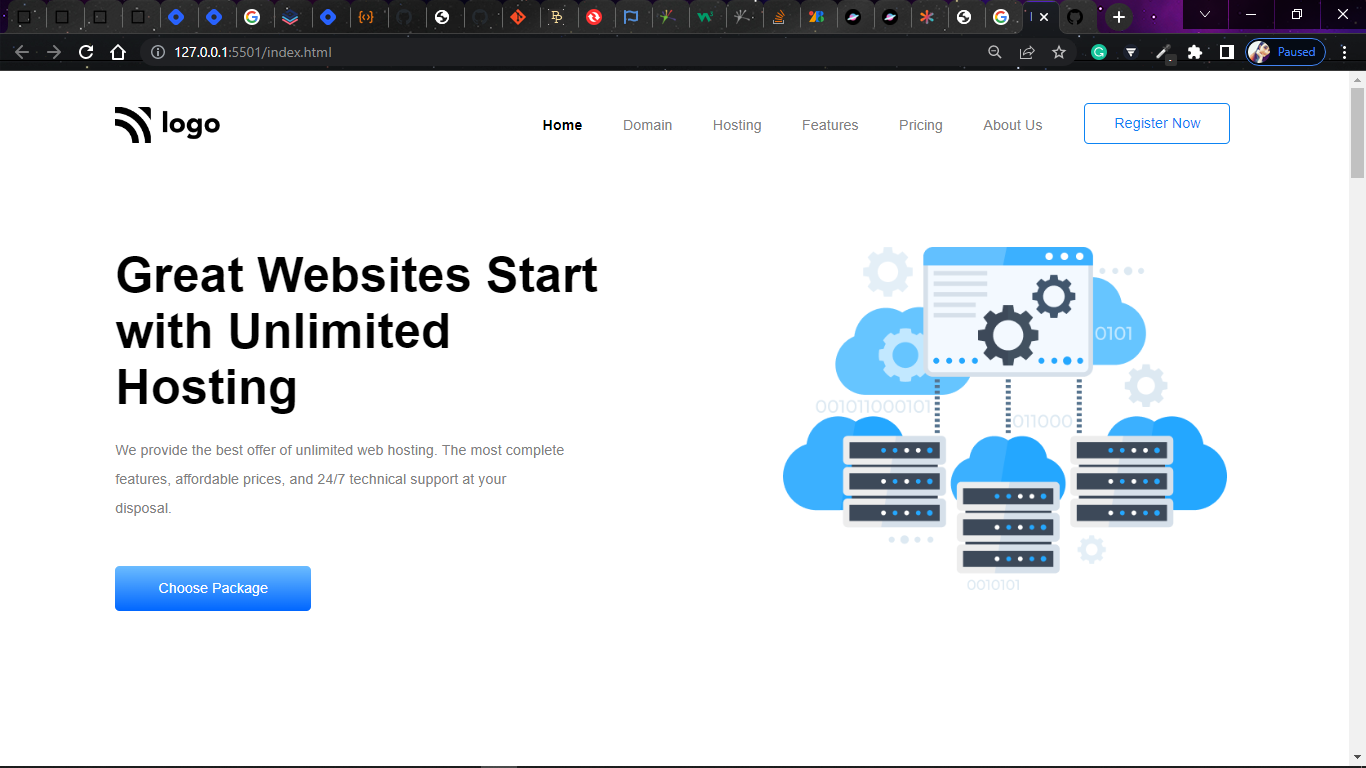 127.0.0.1:5501/index.html
Paused
logo
Home Domain Hosting Features Pricing About Us Register Now
Great Websites Start
with Unlimited
Hosting
We provide the best offer of unlimited web hosting. The most complete
features, affordable prices, and 24/7 technical support at your
disposal.
Choose Package
0101
001011000101
011000
0010101